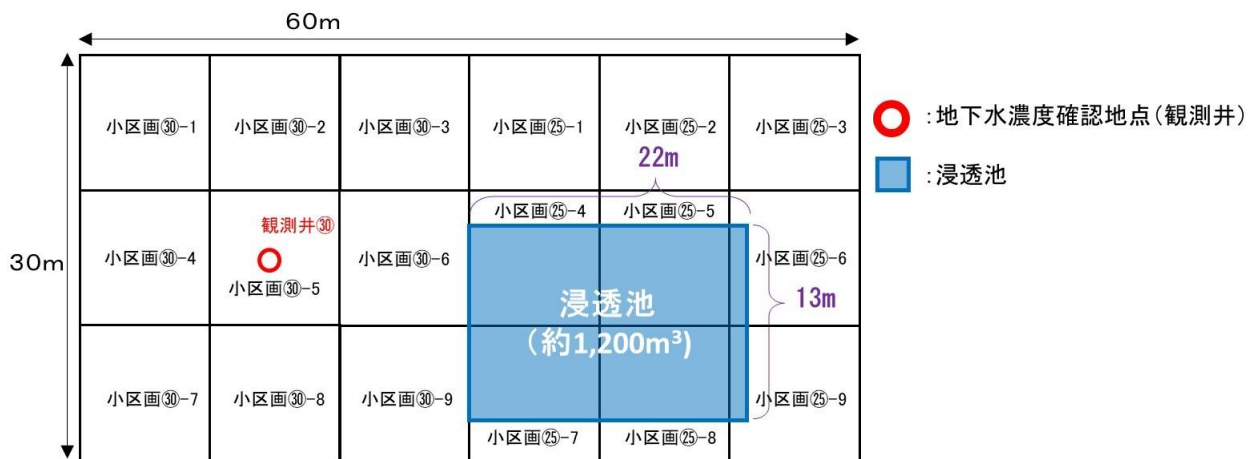 60m
30m
小区画㉚-1
小区画㉚-2
小区画㉚-3
小区画㉕-1
小区画㉕-2
小区画㉕-3
22m
小区画㉚-4
観測井㉚
小区画㉚-5
小区画㉚-6
小区画㉕-4
小区画㉕-5
小区画㉕-6
13m
浸透池
(約1,200m³)
小区画㉚-7
小区画㉚-8
小区画㉚-9
小区画㉕-7
小区画㉕-8
小区画㉕-9
:地下水濃度確認地点(観測井)
:浸透池